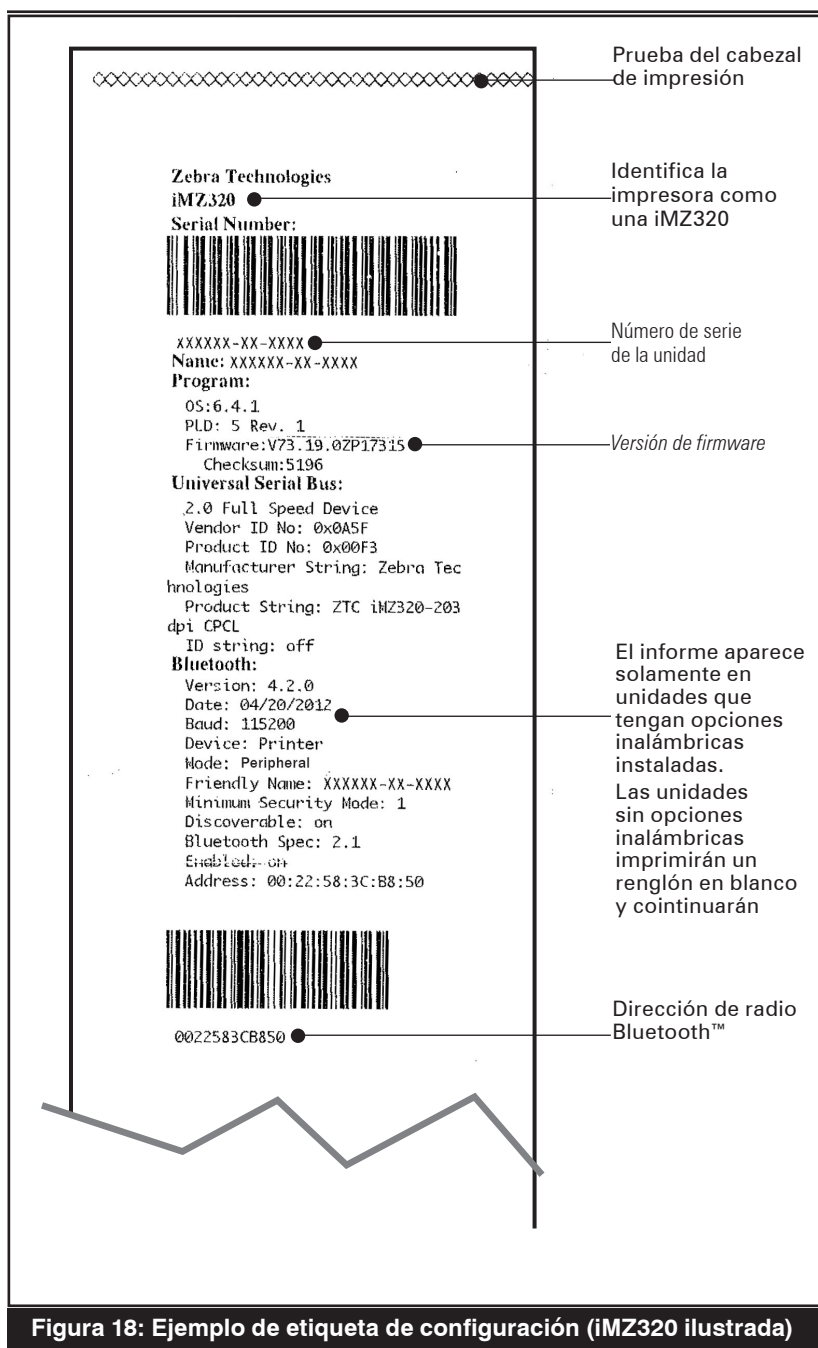 Prueba del cabezal
de impresión
Zebra Technologies
iMZ320
Identifica la
impresora como
una iMZ320
Serial Number:
XXXXXX-XX-XXXX
Número de serie
de la unidad
Name: XXXXXX-XX-XXXX
Program:
OS:6.4.1
PLD: 5 Rev. 1
Firmware:V73.19.0ZP17315
Versión de firmware
Checksum:5196
Universal Serial Bus:
2.0 Full Speed Device
Vendor ID No: 0x0A5F
Product ID No: 0x00F3
Manufacturer String: Zebra Tec
hnologies
Product String: ZTC iMZ320-203
dpi CPCL
ID string: off
Bluetooth:
Version: 4.2.0
Date: 04/20/2012
Baud: 115200
Device: Printer
Mode: Peripheral
Friendly Name: XXXXXX-XX-XXXX
Minimum Security Mode: 1
Discoverable: on
Bluetooth Spec: 2.1
Enabled: on
Address: 00:22:58:3C:B8:50
El informe aparece
solamente en
unidades que
tengan opciones
inalámbricas
instaladas.
Las unidades
sin opciones
inalámbricas
imprimirán un
renglón en blanco
y cointinuarán
0022583CB850
Dirección de radio
Bluetooth™
Figura 18: Ejemplo de etiqueta de configuración (iMZ320 ilustrada)